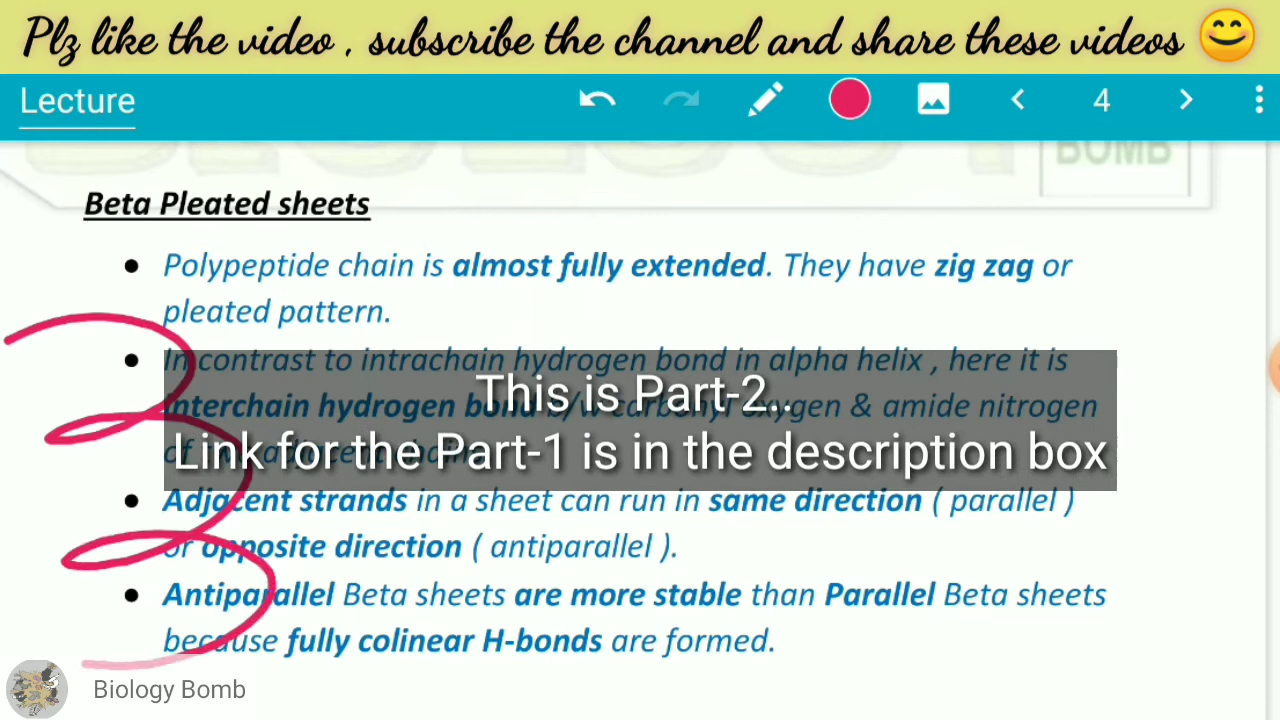 Plz like the video , subscribe the channel and share these videos 😊
Lecture
4
BOMB
Beta Pleated sheets
• Polypeptide chain is almost fully extended. They have zig zag or
pleated pattern.
• In contrast to intrachain hydrogen bond in alpha helix , here it is
interchain hydrogen bond b/w carbonyl oxygen & amide nitrogen
of adjacent
This is Part-2..
Link for the Part-1 is in the description box
• Adjacent strands in a sheet can run in same direction ( parallel )
or opposite direction ( antiparallel ).
• Antiparallel Beta sheets are more stable than Parallel Beta sheets
because fully colinear H-bonds are formed.
Biology Bomb